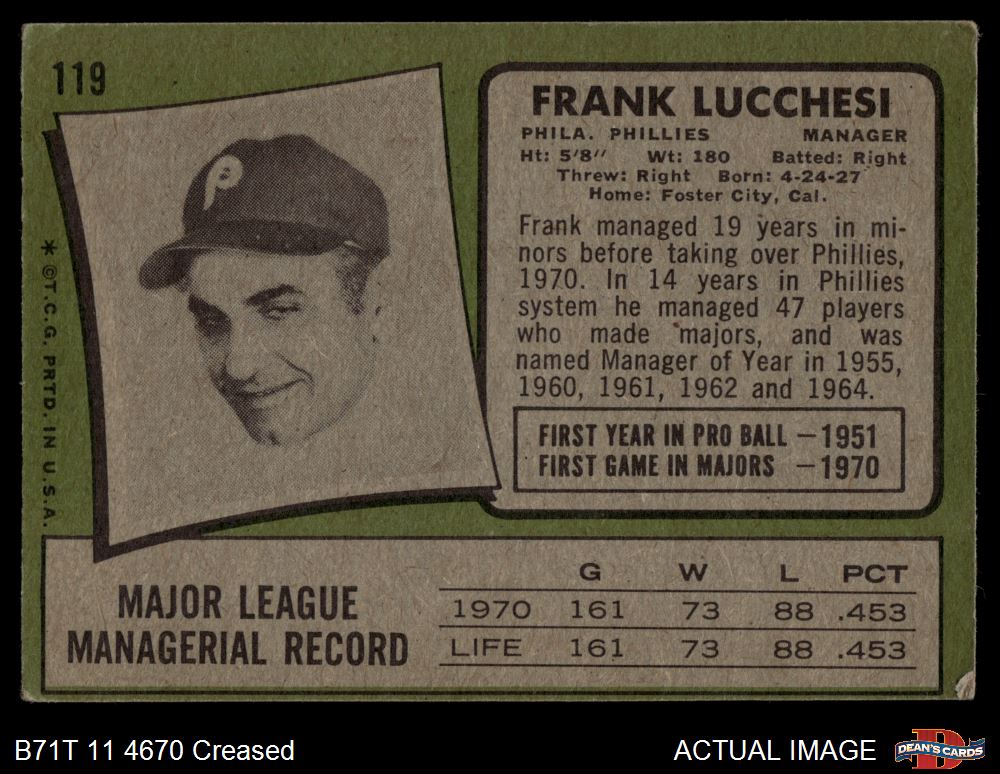 119
FRANK LUCCHESI
PHILA. PHILLIES MANAGER
Ht: 5'8" Wt: 180 Batted: Right
Threw: Right Born: 4-24-27
Home: Foster City, Cal.
Frank managed 19 years in mi-
nors before taking over Phillies,
1970. In 14 years in Phillies
system he managed 47 players
who made majors, and was
named Manager of Year in 1955,
1960, 1961, 1962 and 1964.
FIRST YEAR IN PRO BALL – 1951
FIRST GAME IN MAJORS – 1970
P
* ©T.C.G. PRTD. IN U.S.A.
MAJOR LEAGUE
MANAGERIAL RECORD
G W L PCT
1970 161 73 88 .453
LIFE 161 73 88 .453
B71T 11 4670 Creased
ACTUAL IMAGE
D
DEAN'S CARDS